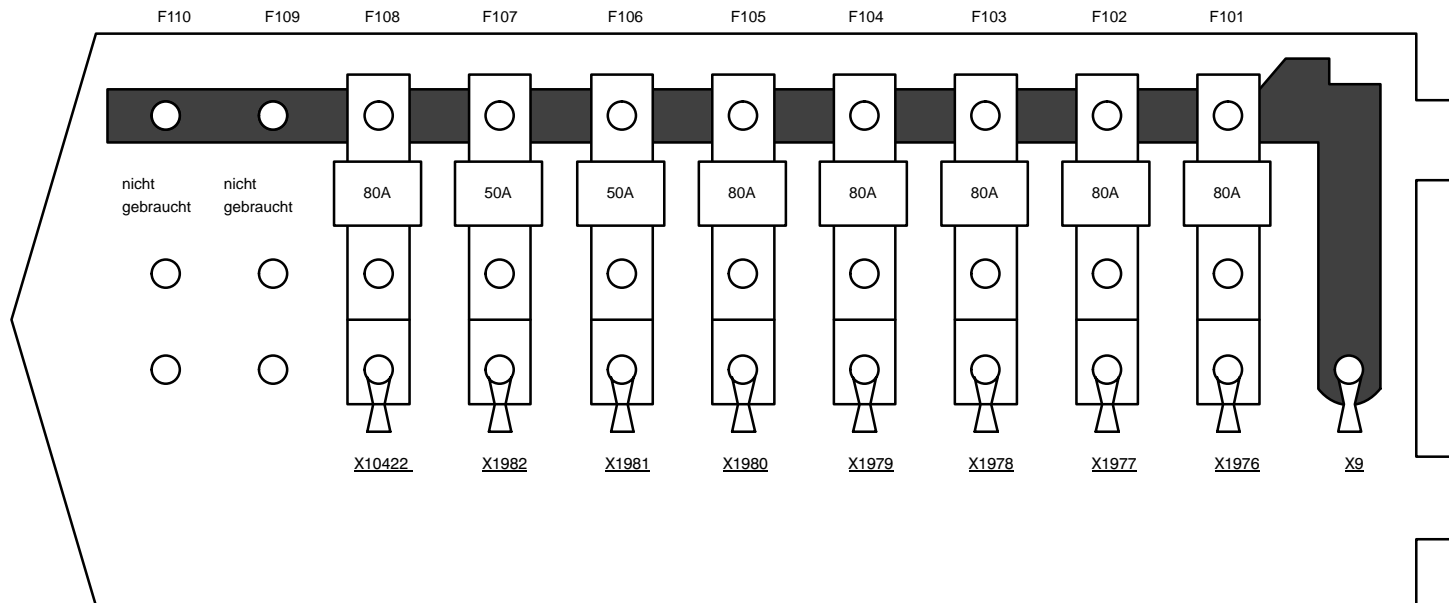 F110 F109 F108 F107 F106 F105 F104 F103 F102 F101
nicht gebraucht
nicht gebraucht
80A 50A 50A 80A 80A 80A 80A 80A
X10422 X1982 X1981 X1980 X1979 X1978 X1977 X1976 X9